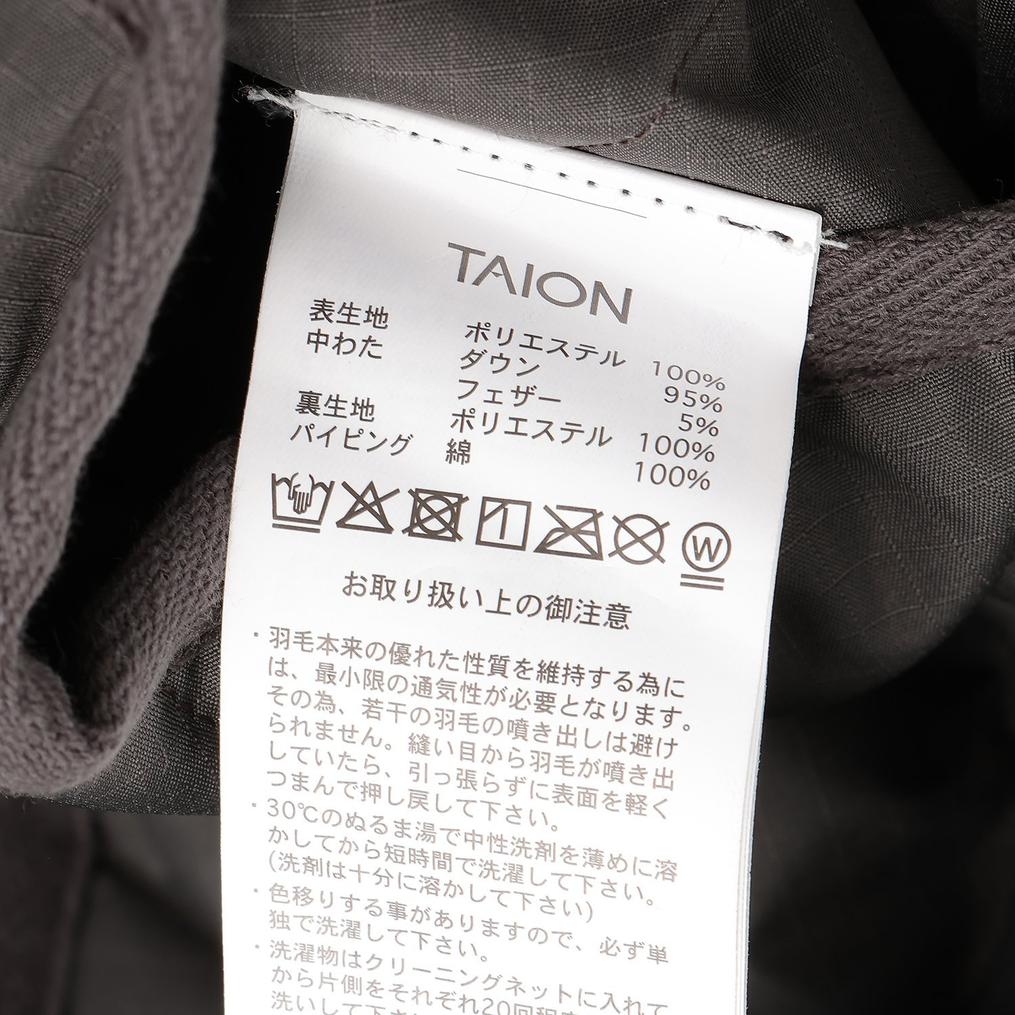 TAION
表生地 ポリエステル 100%
中わた ダウン 95%
フェザー 5%
裏生地 ポリエステル 100%
パイピング 綿 100%
W
お取り扱い上の御注意
・羽毛本来の優れた性質を維持する為に
は、最小限の通気性が必要となります。
その為、若干の羽毛の噴き出しは避け
られません。縫い目から羽毛が噴き出
していたら、引っ張らずに表面を軽く
つまんで押し戻して下さい。
・30℃のぬるま湯で中性洗剤を薄めに溶
かしてから短時間で洗濯して下さい。
(洗剤は十分に溶かして下さい)
・色移りする事がありますので、必ず単
独で洗濯して下さい。
・洗濯物はクリーニングネットに入れて
から片側をそれぞれ20回程
洗いして下さ